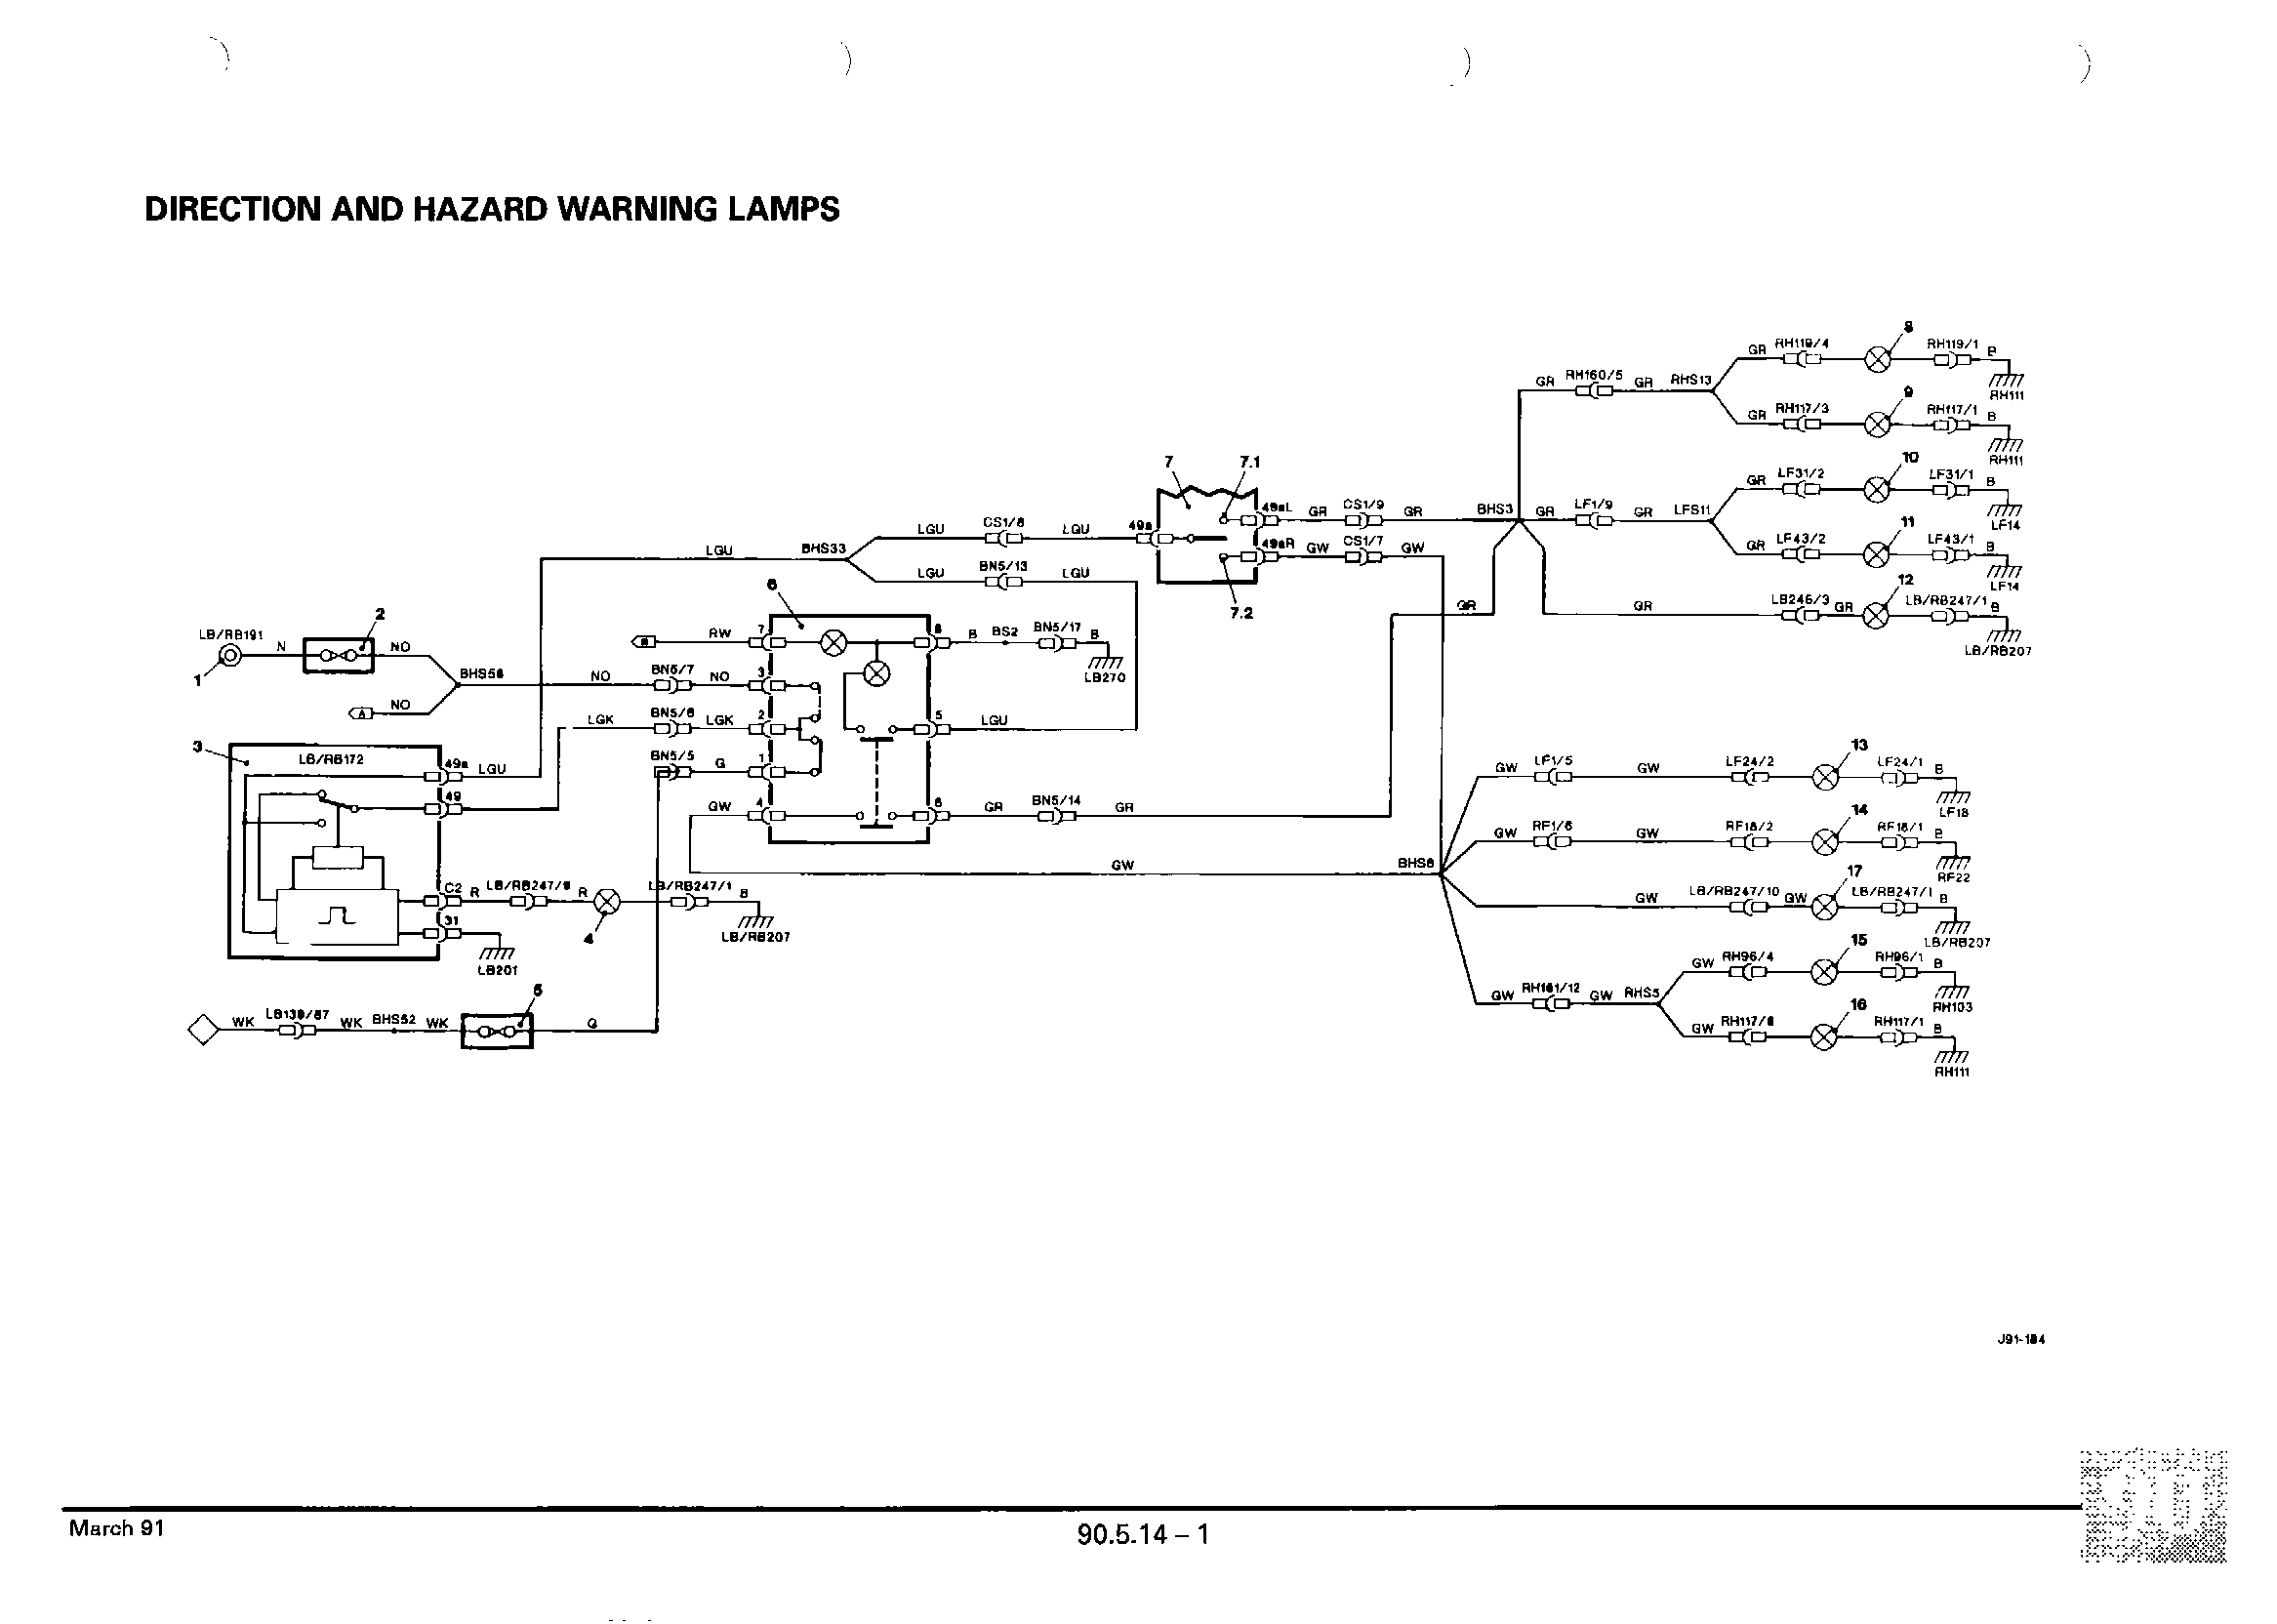 DIRECTION AND HAZARD WARNING LAMPS
8
RH119/4 RH119/1
GR B
RH160/5
GR GR RHS13
RH111
9
RH117/3 RH117/1
GR B
RH111
7 7.1
10
LF31/2 LF31/1
GR B
49aL CS1/9
GR GR BHS3 GR LF1/9 GR LFS11
LF14
CS1/8
LGU LGU 49a
11
49aR CS1/7
GW GW
LF43/2 LF43/1
GR B
LF14
LGU BHS33
BN5/13
LGU LGU
7.2
12
LB246/3 LB/RB247/1
GR GR GR B
LB/RB207
6
2
LB/RB191
N NO
1
RW 7 8 B BS2 BN5/17 B
B
LB270
BHS56
NO BN5/7 NO 3
A NO
LGK BN5/6 LGK 2 5 LGU
3
LB/RB172
49a LGU
BN5/5 G 1
49
GW 4 6 GR BN5/14 GR
13
GW LF1/5 GW LF24/2 LF24/1 B
LF18
14
GW RF1/6 GW RF18/2 RF18/1 B
RF22
GW BHS6
17
C2 R LB/RB247/ R LB/RB247/1 B
GW LB/RB247/10 GW LB/RB247/1 B
LB/RB207
31
4
LB/RB207
LB201
15
GW RH96/4 RH96/1 B
RH103
GW RH161/12 GW RHS5
5
WK WK BHS52 WK G
16
GW RH117/ RH117/1 B
RH111
J91-184
March 91
90.5.14 – 1